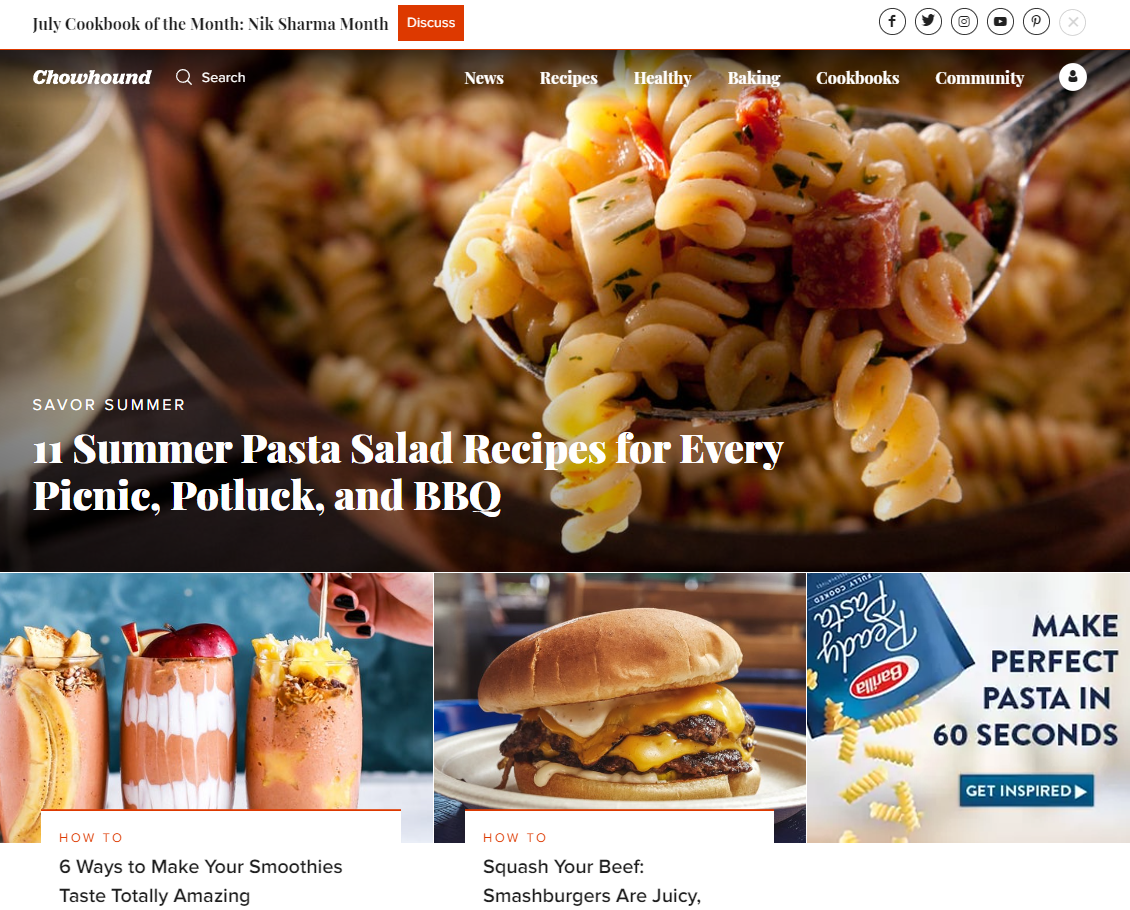 July Cookbook of the Month: Nik Sharma Month Discuss
Chowhound Search News Recipes Healthy Baking Cookbooks Community
SAVOR SUMMER
11 Summer Pasta Salad Recipes for Every
Picnic, Potluck, and BBQ
FULLY COOKED
Ready
Pasta
Barilla
MAKE
PERFECT
PASTA IN
60 SECONDS
GET INSPIRED
HOW TO
6 Ways to Make Your Smoothies
Taste Totally Amazing
HOW TO
Squash Your Beef:
Smashburgers Are Juicy,